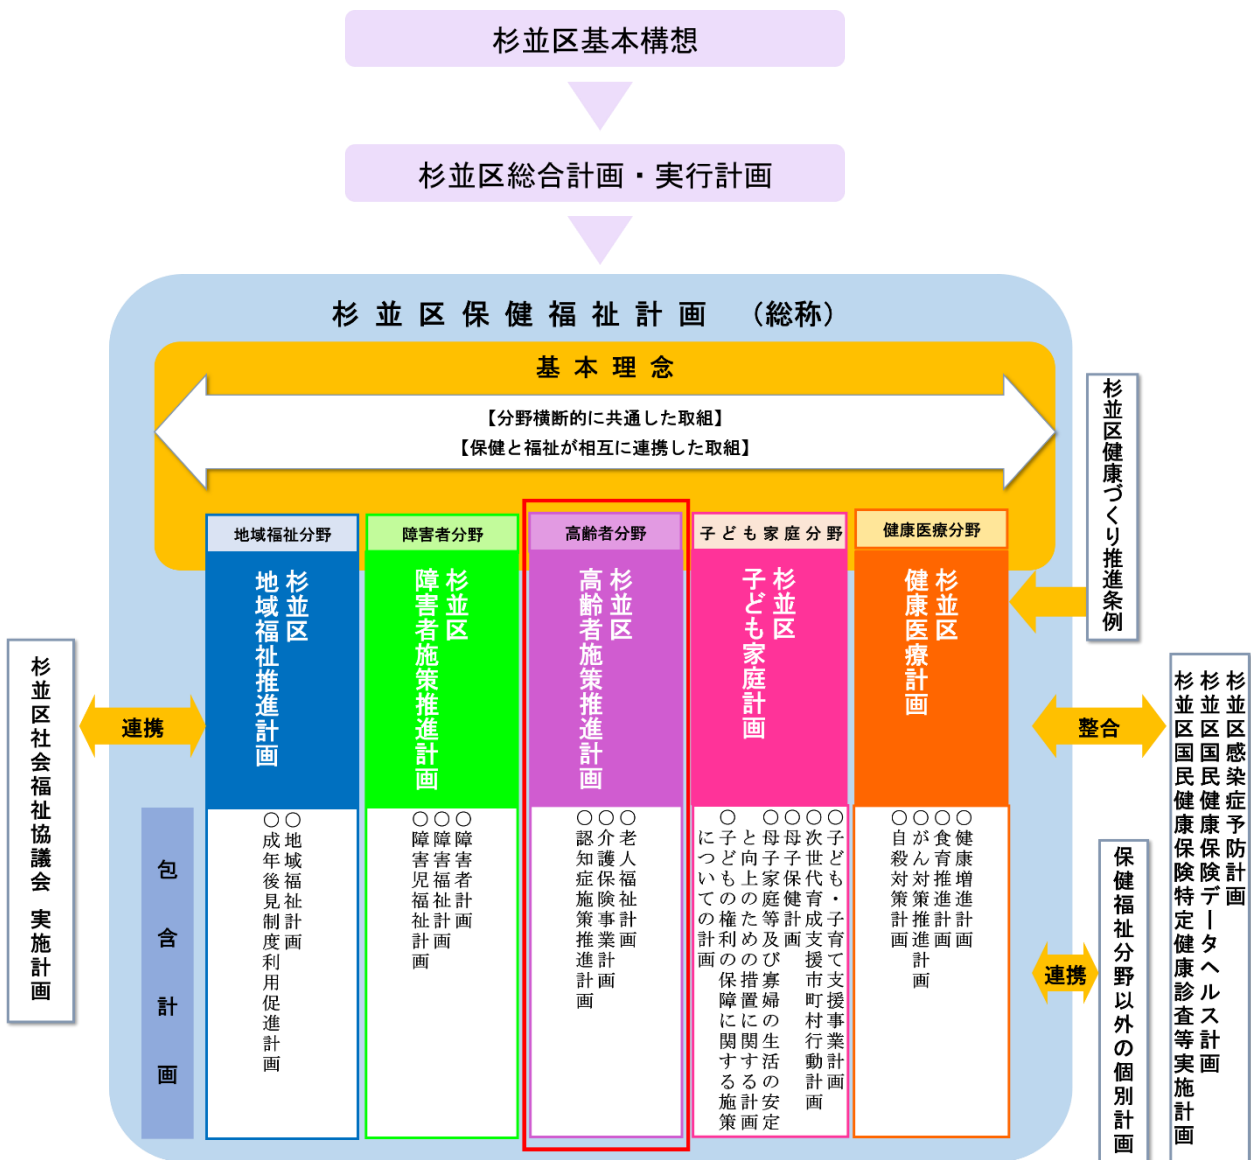 杉並区基本構想
杉並区総合計画・実行計画
杉並区保健福祉計画 （総称）
基本理念
【分野横断的に共通した取組】
【保健と福祉が相互に連携した取組】
地域福祉分野
杉並区
地域福祉推進計画
障害者分野
杉並区
障害者施策推進計画
高齢者分野
杉並区
高齢者施策推進計画
子ども家庭分野
杉並区
子ども家庭計画
健康医療分野
杉並区
健康医療計画
包含計画
○地域福祉計画
○成年後見制度利用促進計画
○障害者計画
○障害福祉計画
○障害児福祉計画
○老人福祉計画
○介護保険事業計画
○認知症施策推進計画
○子ども・子育て支援事業計画
○次世代育成支援市町村行動計画
○母子保健計画
○母子家庭等及び寡婦の生活の安定
と向上のための措置に関する計画
○子どもの権利の保障に関する施策
についての計画
○健康増進計画
○食育推進計画
○がん対策推進計画
○自殺対策計画
杉並区社会福祉協議会 実施計画
連携
杉並区健康づくり推進条例
整合
杉並区感染症予防計画
杉並区国民健康保険データヘルス計画
杉並区国民健康保険特定健康診査等実施計画
連携
保健福祉分野以外の個別計画